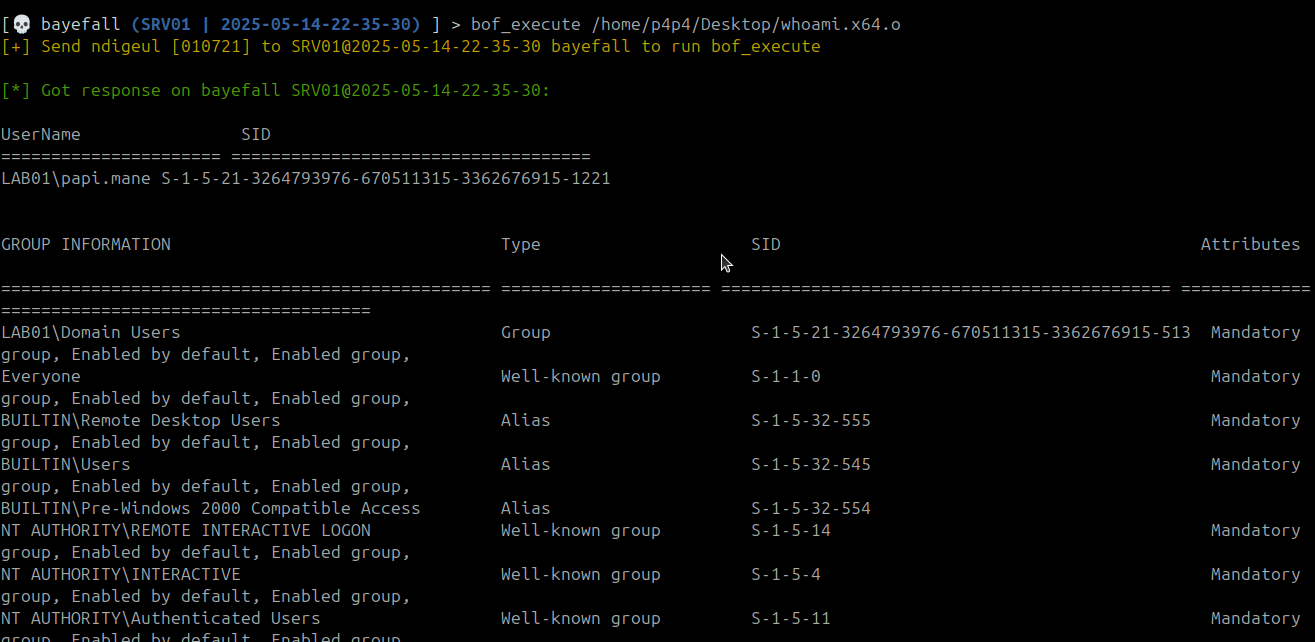 [💀 bayefall (SRV01 | 2025-05-14-22-35-30) ] > bof_execute /home/p4p4/Desktop/whoami.x64.o
[+] Send ndigeul [010721] to SRV01@2025-05-14-22-35-30 bayefall to run bof_execute
[*] Got response on bayefall SRV01@2025-05-14-22-35-30:
UserName                SID
====================== ====================================
LAB01\papi.mane S-1-5-21-3264793976-670511315-3362676915-1221
GROUP INFORMATION                                 Type                     SID                                          Attributes
================================================= ===================== ============================================= =============
=====================================
LAB01\Domain Users                                Group                    S-1-5-21-3264793976-670511315-3362676915-513  Mandatory
group, Enabled by default, Enabled group,
Everyone                                          Well-known group         S-1-1-0                                       Mandatory
group, Enabled by default, Enabled group,
BUILTIN\Remote Desktop Users                      Alias                    S-1-5-32-555                                  Mandatory
group, Enabled by default, Enabled group,
BUILTIN\Users                                     Alias                    S-1-5-32-545                                  Mandatory
group, Enabled by default, Enabled group,
BUILTIN\Pre-Windows 2000 Compatible Access        Alias                    S-1-5-32-554
NT AUTHORITY\REMOTE INTERACTIVE LOGON             Well-known group         S-1-5-14                                      Mandatory
group, Enabled by default, Enabled group,
NT AUTHORITY\INTERACTIVE                          Well-known group         S-1-5-4                                       Mandatory
group, Enabled by default, Enabled group,
NT AUTHORITY\Authenticated Users                  Well-known group         S-1-5-11                                      Mandatory
group, Enabled by default, Enabled group,